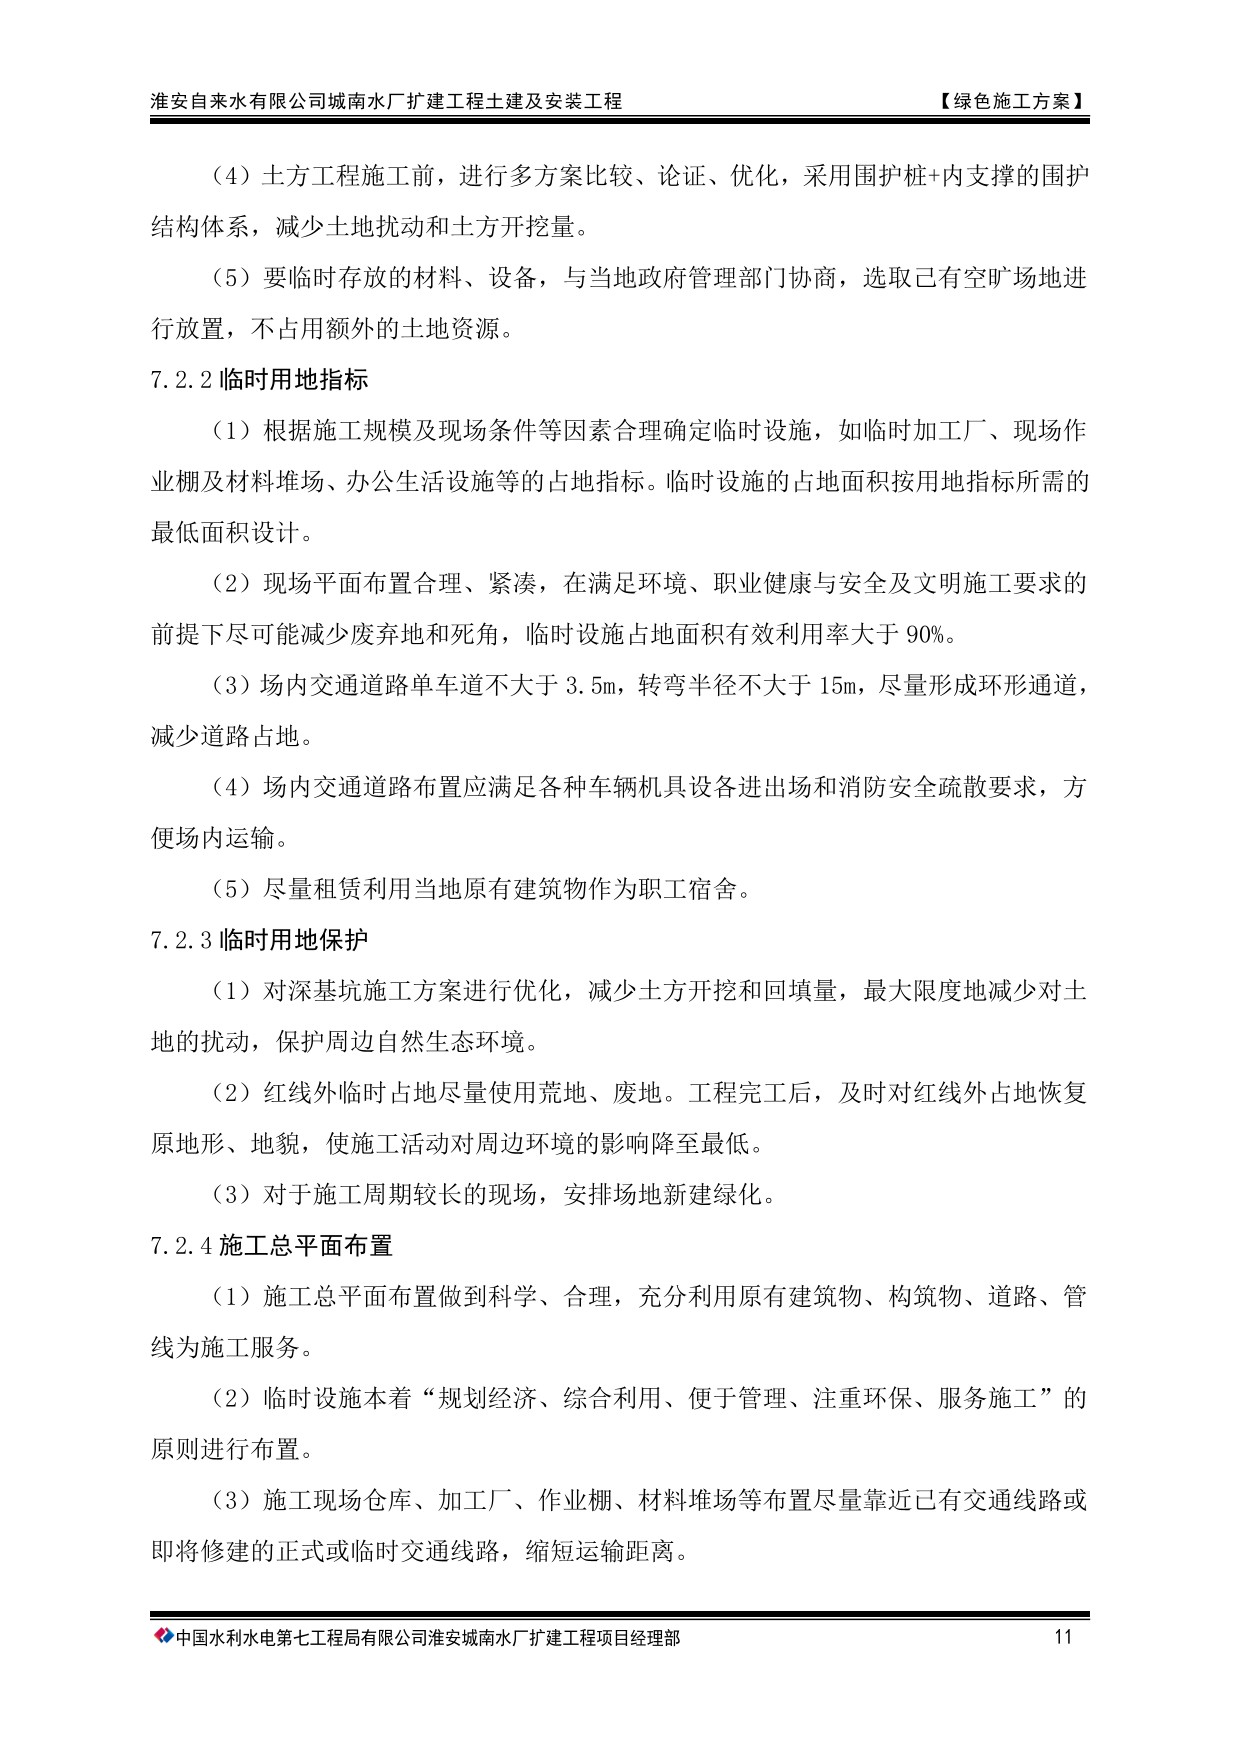 淮安自来水有限公司城南水厂扩建工程土建及安装工程 【绿色施工方案】
（4）土方工程施工前，进行多方案比较、论证、优化，采用围护桩+内支撑的围护
结构体系，减少土地扰动和土方开挖量。
（5）要临时存放的材料、设备，与当地政府管理部门协商，选取己有空旷场地进
行放置，不占用额外的土地资源。
7.2.2 临时用地指标
（1）根据施工规模及现场条件等因素合理确定临时设施，如临时加工厂、现场作
业棚及材料堆场、办公生活设施等的占地指标。临时设施的占地面积按用地指标所需的
最低面积设计。
（2）现场平面布置合理、紧凑，在满足环境、职业健康与安全及文明施工要求的
前提下尽可能减少废弃地和死角，临时设施占地面积有效利用率大于 90%。
（3）场内交通道路单车道不大于 3.5m，转弯半径不大于 15m，尽量形成环形通道，
减少道路占地。
（4）场内交通道路布置应满足各种车辆机具设各进出场和消防安全疏散要求，方
便场内运输。
（5）尽量租赁利用当地原有建筑物作为职工宿舍。
7.2.3 临时用地保护
（1）对深基坑施工方案进行优化，减少土方开挖和回填量，最大限度地减少对土
地的扰动，保护周边自然生态环境。
（2）红线外临时占地尽量使用荒地、废地。工程完工后，及时对红线外占地恢复
原地形、地貌，使施工活动对周边环境的影响降至最低。
（3）对于施工周期较长的现场，安排场地新建绿化。
7.2.4 施工总平面布置
（1）施工总平面布置做到科学、合理，充分利用原有建筑物、构筑物、道路、管
线为施工服务。
（2）临时设施本着“规划经济、综合利用、便于管理、注重环保、服务施工”的
原则进行布置。
（3）施工现场仓库、加工厂、作业棚、材料堆场等布置尽量靠近已有交通线路或
即将修建的正式或临时交通线路，缩短运输距离。
中国水利水电第七工程局有限公司淮安城南水厂扩建工程项目经理部 11